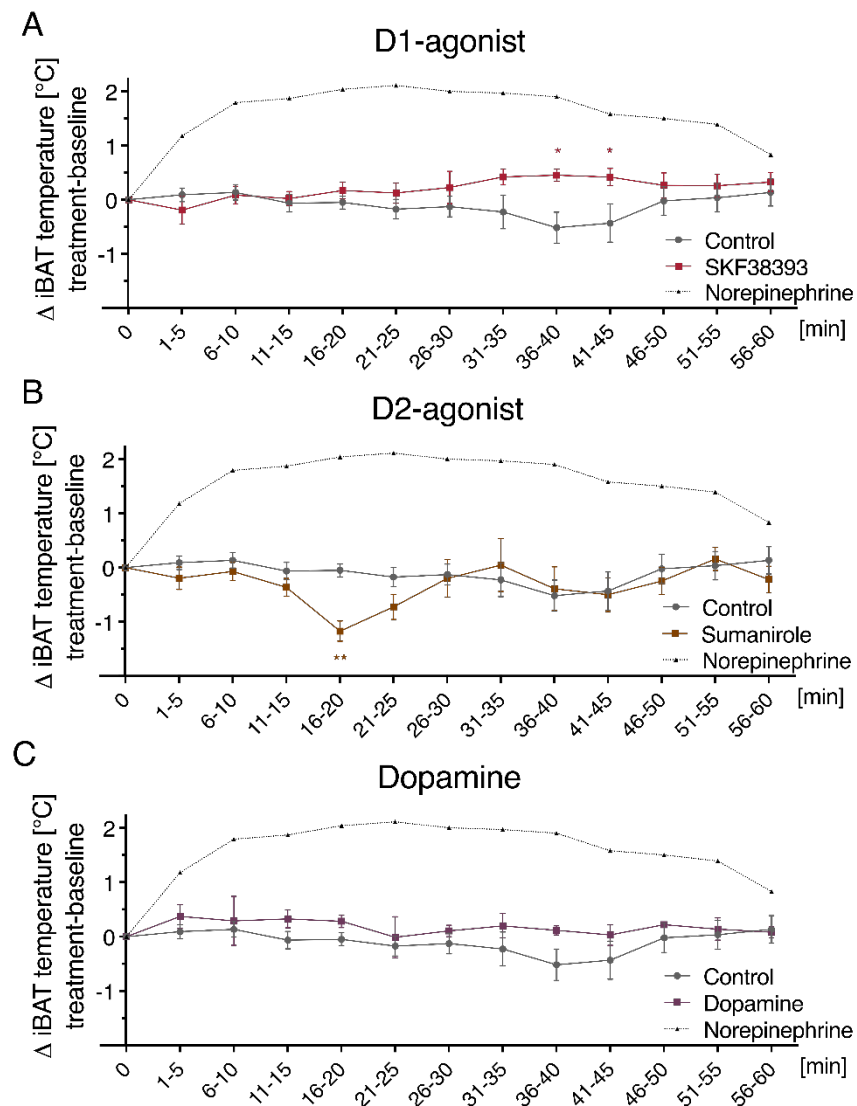 A
D1-agonist
Δ iBAT temperature [°C]
treatment-baseline
2
1
0
-1
*
*
Control
SKF38393
Norepinephrine
0
1-5
6-10
11-15
16-20
21-25
26-30
31-35
36-40
41-45
46-50
51-55
56-60
[min]
B
D2-agonist
Δ iBAT temperature [°C]
treatment-baseline
2
1
0
-1
**
Control
Sumanirole
Norepinephrine
0
1-5
6-10
11-15
16-20
21-25
26-30
31-35
36-40
41-45
46-50
51-55
56-60
[min]
C
Dopamine
Δ iBAT temperature [°C]
treatment-baseline
2
1
0
-1
Control
Dopamine
Norepinephrine
0
1-5
6-10
11-15
16-20
21-25
26-30
31-35
36-40
41-45
46-50
51-55
56-60
[min]